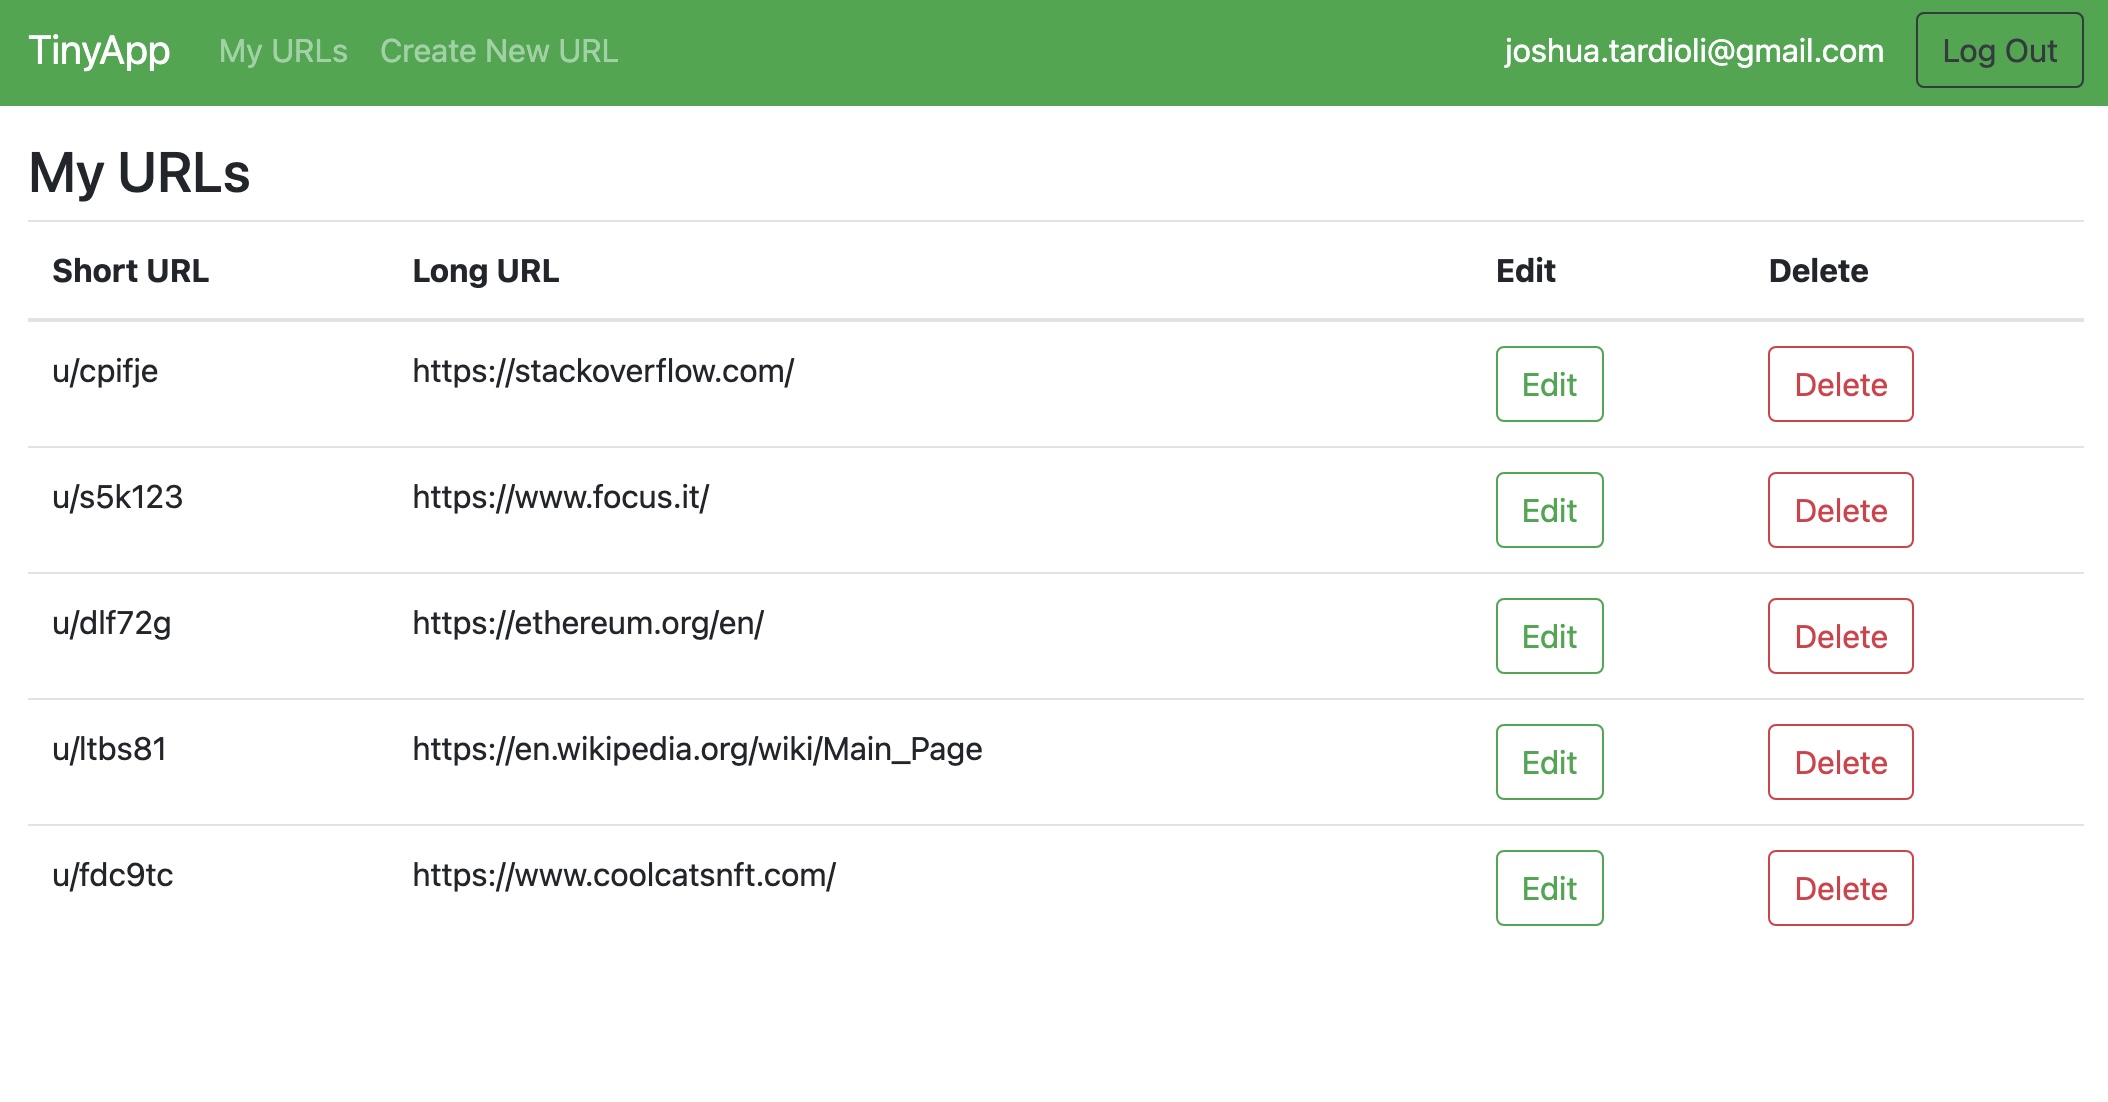 TinyApp My URLs Create New URL joshua.tardioli@gmail.com Log Out
My URLs
Short URL Long URL Edit Delete
u/cpifje https://stackoverflow.com/ Edit Delete
u/s5k123 https://www.focus.it/ Edit Delete
u/dlf72g https://ethereum.org/en/ Edit Delete
u/ltbs81 https://en.wikipedia.org/wiki/Main_Page Edit Delete
u/fdc9tc https://www.coolcatsnft.com/ Edit Delete